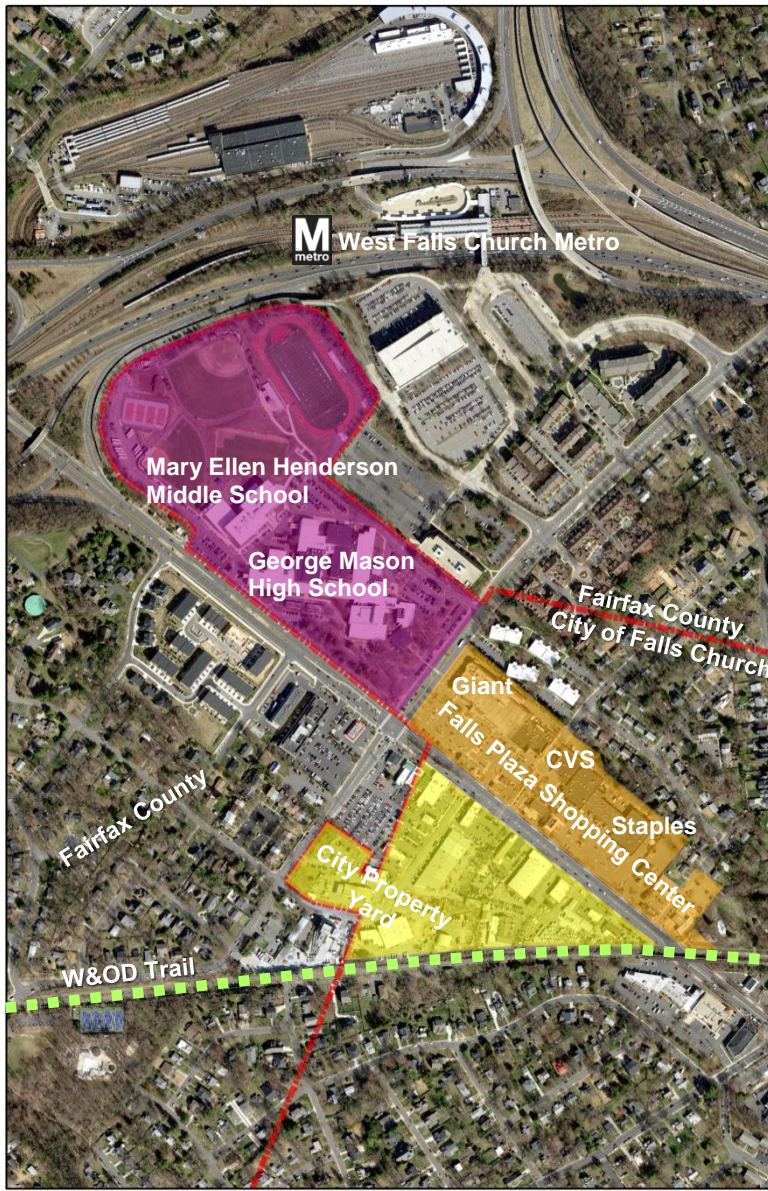 M
metro
West Falls Church Metro
Mary Ellen Henderson
Middle School
George Mason
High School
Fairfax County
City of Falls Church
Giant
Falls Plaza Shopping Center
CVS
Staples
Fairfax County
City Property
Yard
W&OD Trail